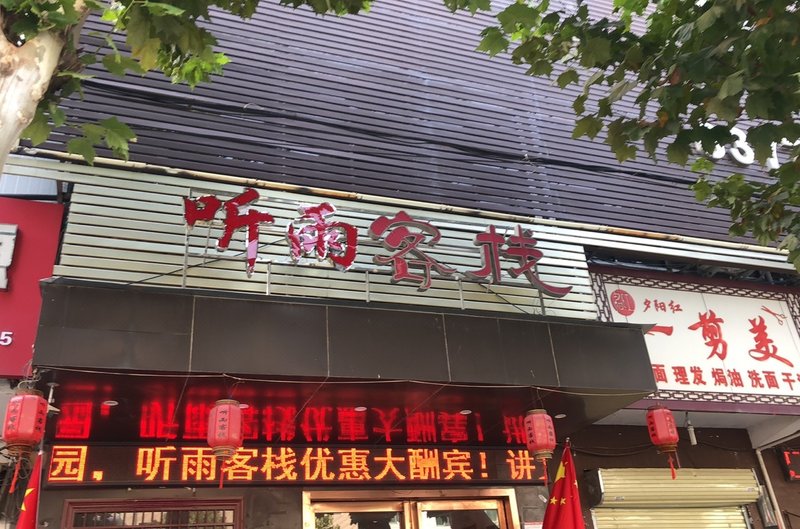 听雨客栈
夕阳红
一剪美
面 理发 焗油 洗面
园，听雨客栈优惠大酬宾！讲